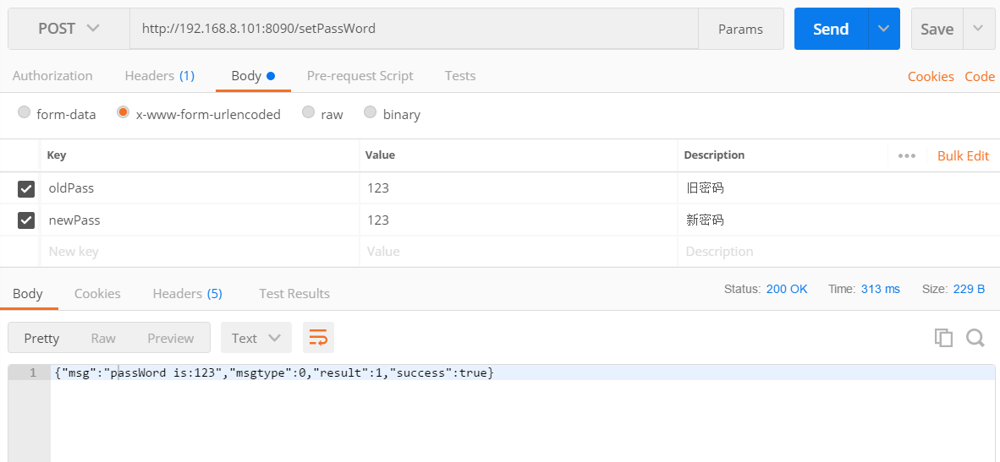 POST http://192.168.8.101:8090/setPassWord Params Send Save
Authorization Headers (1) Body Pre-request Script Tests Cookies Code
form-data x-www-form-urlencoded raw binary
Key Value Description ••• Bulk Edit
oldPass 123 旧密码
newPass 123 新密码
New key Value Description
Body Cookies Headers (5) Test Results Status: 200 OK Time: 313 ms Size: 229 B
Pretty Raw Preview Text
1 {"msg":"passWord is:123","msgtype":0,"result":1,"success":true}